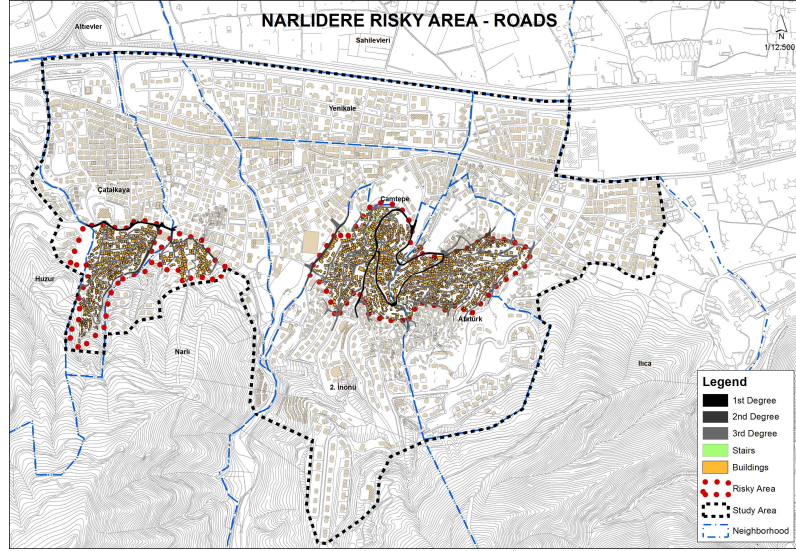 NARLIDERE RISKY AREA - ROADS
Albevler
Sahilevleri
N
1/12.500
Yenikale
Çatalkaya
Camtepe
Huzur
Atatürk
Narlı
Ilıca
2. İnönü
Legend
1st Degree
2nd Degree
3rd Degree
Stairs
Buildings
Risky Area
Study Area
Neighborhood